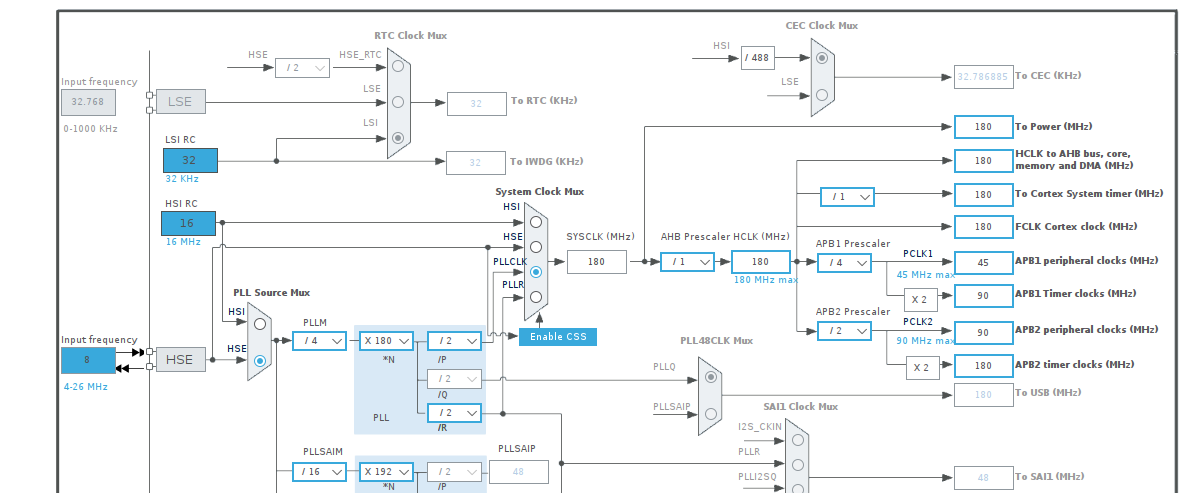 CEC Clock Mux
RTC Clock Mux
HSI
/ 488
HSE
/ 2
HSE_RTC
LSE
32.786885
To CEC (KHz)
Input frequency
32.768
0-1000 KHz
LSE
LSE
32
To RTC (KHz)
LSI
180
To Power (MHz)
LSI RC
32
32 KHz
32
To IWDG (KHz)
180
HCLK to AHB bus, core,
memory and DMA (MHz)
System Clock Mux
/ 1
180
To Cortex System timer (MHz)
HSI RC
16
16 MHz
HSI
HSE
PLLCLK
PLLR
SYSCLK (MHz)
180
AHB Prescaler
/ 1
HCLK (MHz)
180
180 MHz max
180
FCLK Cortex clock (MHz)
APB1 Prescaler
/ 4
PCLK1
45 MHz max
45
APB1 peripheral clocks (MHz)
X 2
90
APB1 Timer clocks (MHz)
APB2 Prescaler
/ 2
PCLK2
90 MHz max
90
APB2 peripheral clocks (MHz)
X 2
180
APB2 timer clocks (MHz)
PLL Source Mux
HSI
HSE
Input frequency
8
4-26 MHz
HSE
PLLM
/ 4
X 180
*N
/ 2
/P
/ 2
/Q
/ 2
/R
PLL
Enable CSS
PLL48CLK Mux
PLLQ
PLLSAIP
180
To USB (MHz)
SAI1 Clock Mux
I2S_CKIN
PLLR
PLLI2SQ
48
To SAI1 (MHz)
PLLSAIM
/ 16
X 192
*N
/ 2
/P
PLLSAIP
48